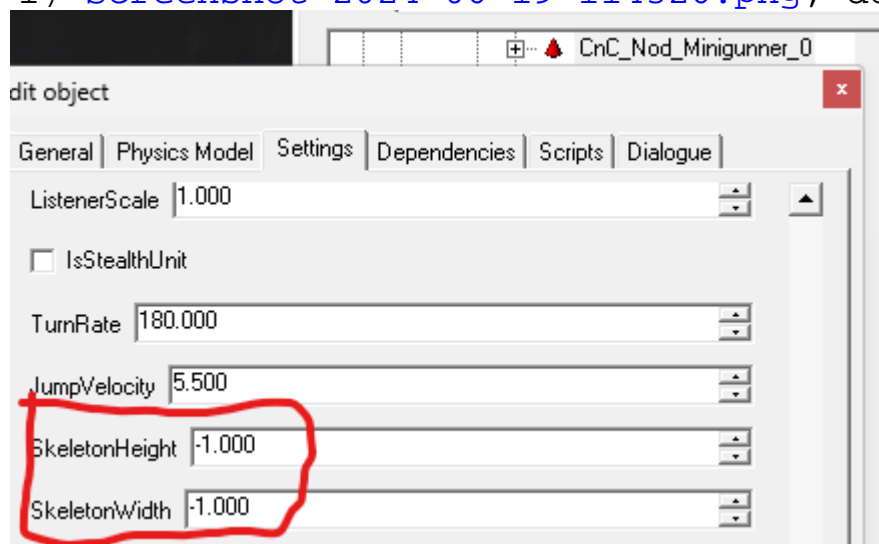 CnC_Nod_Minigunner_0
dit object
x
General Physics Model Settings Dependencies Scripts Dialogue
ListenerScale 1.000
IsStealthUnit
TurnRate 180.000
JumpVelocity 5.500
SkeletonHeight -1.000
SkeletonWidth -1.000